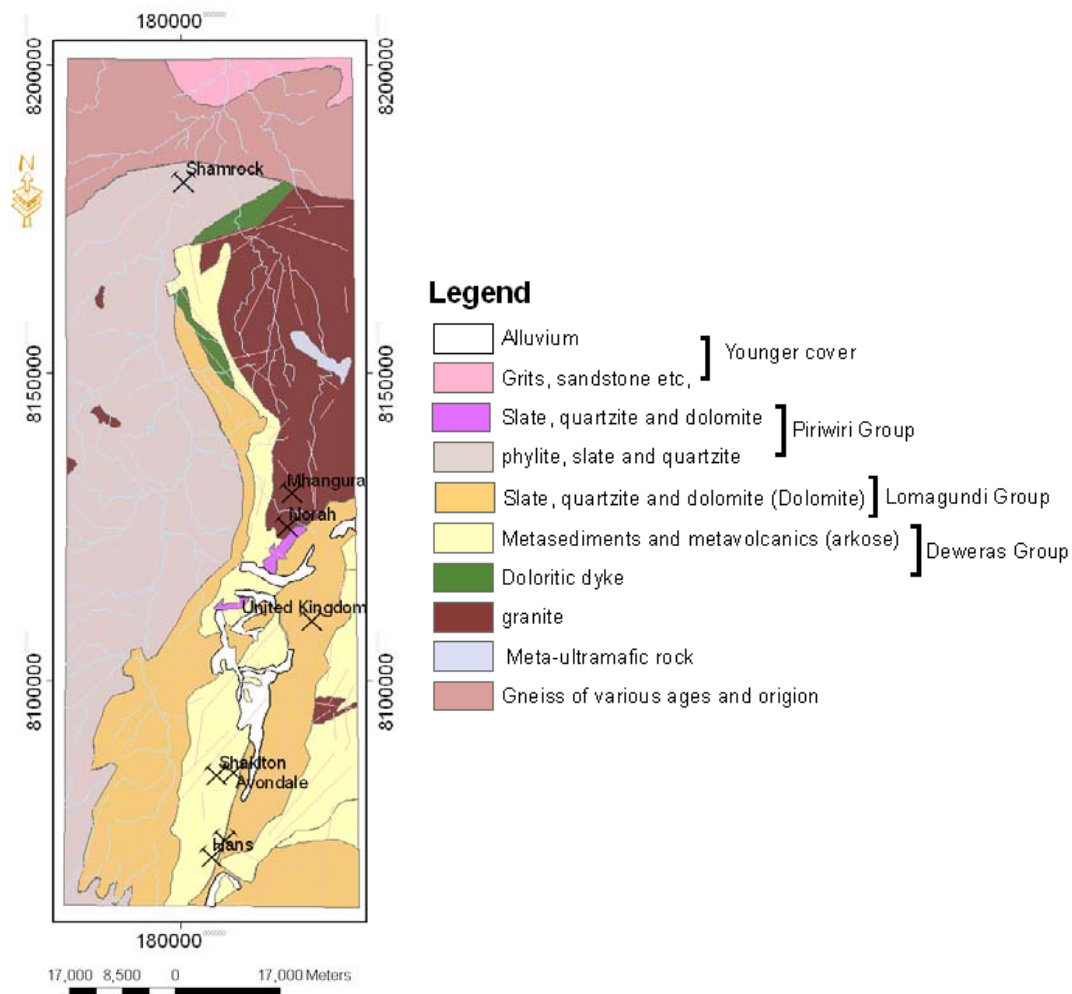 180000
8200000
8200000
N
Shamrock
8150000
8150000
Mhangura
Norah
United Kingdom
8100000
8100000
Shaklton
Avondale
Hans
180000
17,000 8,500 0 17,000 Meters
Legend
Alluvium
Younger cover
Grits, sandstone etc,
Slate, quartzite and dolomite
Piriwiri Group
phylite, slate and quartzite
Slate, quartzite and dolomite (Dolomite)
Lomagundi Group
Metasediments and metavolcanics (arkose)
Deweras Group
Doloritic dyke
granite
Meta-ultramafic rock
Gneiss of various ages and origion